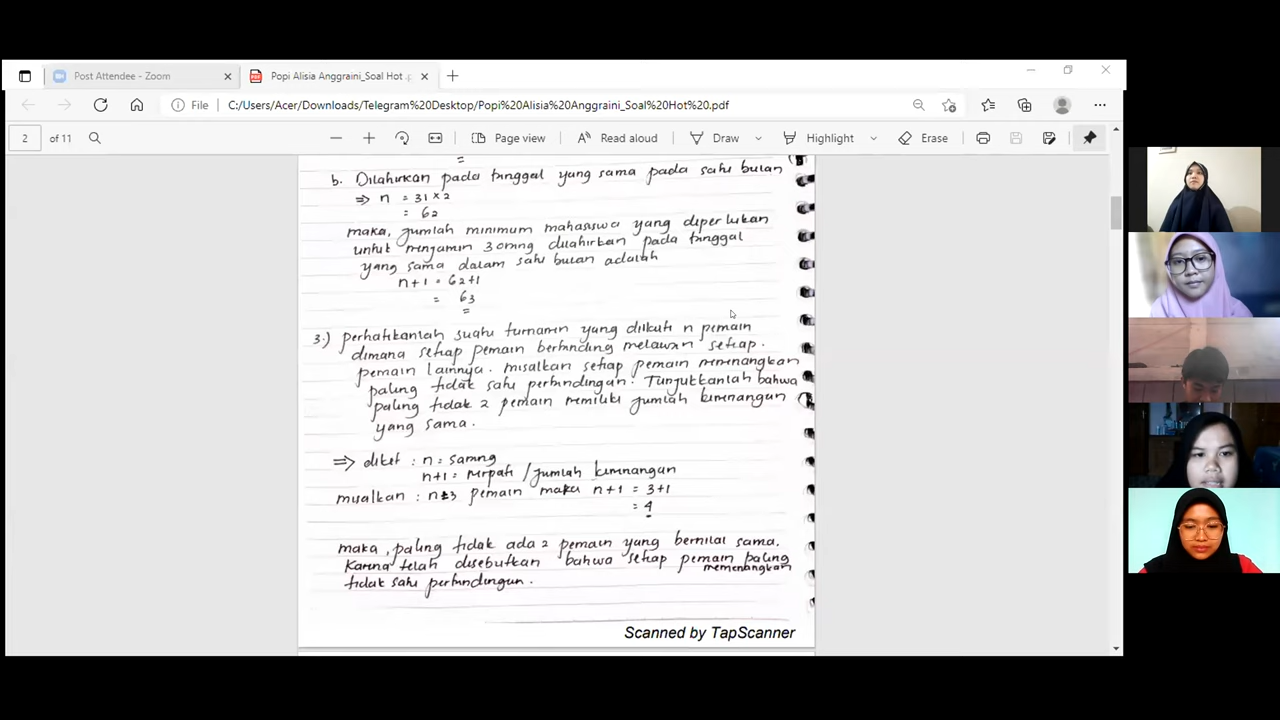 Post Attendee - Zoom
Popi Alisia Anggraini_Soal Hot .p
File
C:/Users/Acer/Downloads/Telegram%20Desktop/Popi%20Alisia%20Anggraini_Soal%20Hot%20.pdf
2 of 11
Page view
Read aloud
Draw
Highlight
Erase
b. Dilahirkan pada tanggal yang sama pada satu bulan
⇒ n = 31 × 2
= 62
maka, jumlah minimum mahasiswa yang diperlukan
untuk menjamin 3 orang dilahirkan pada tanggal
yang sama dalam satu bulan adalah
n+1 = 62+1
= 63
=
3.) perhatikanlah suatu turnamen yang diikuti n pemain
dimana setiap pemain bertanding melawan setiap
pemain lainnya. misalkan setiap pemain memenangkan
paling tidak satu pertandingan. Tunjukkanlah bahwa
paling tidak 2 pemain memiliki jumlah kemenangan
yang sama.
⇒ diket : n = sarang
n+1 = merpati / jumlah kemenangan
misalkan : n=3 pemain maka n+1 = 3+1
= 4
maka, paling tidak ada 2 pemain yang bernilai sama.
Karena telah disebutkan bahwa setiap pemain paling
memenangkan
tidak satu pertandingan.
Scanned by TapScanner